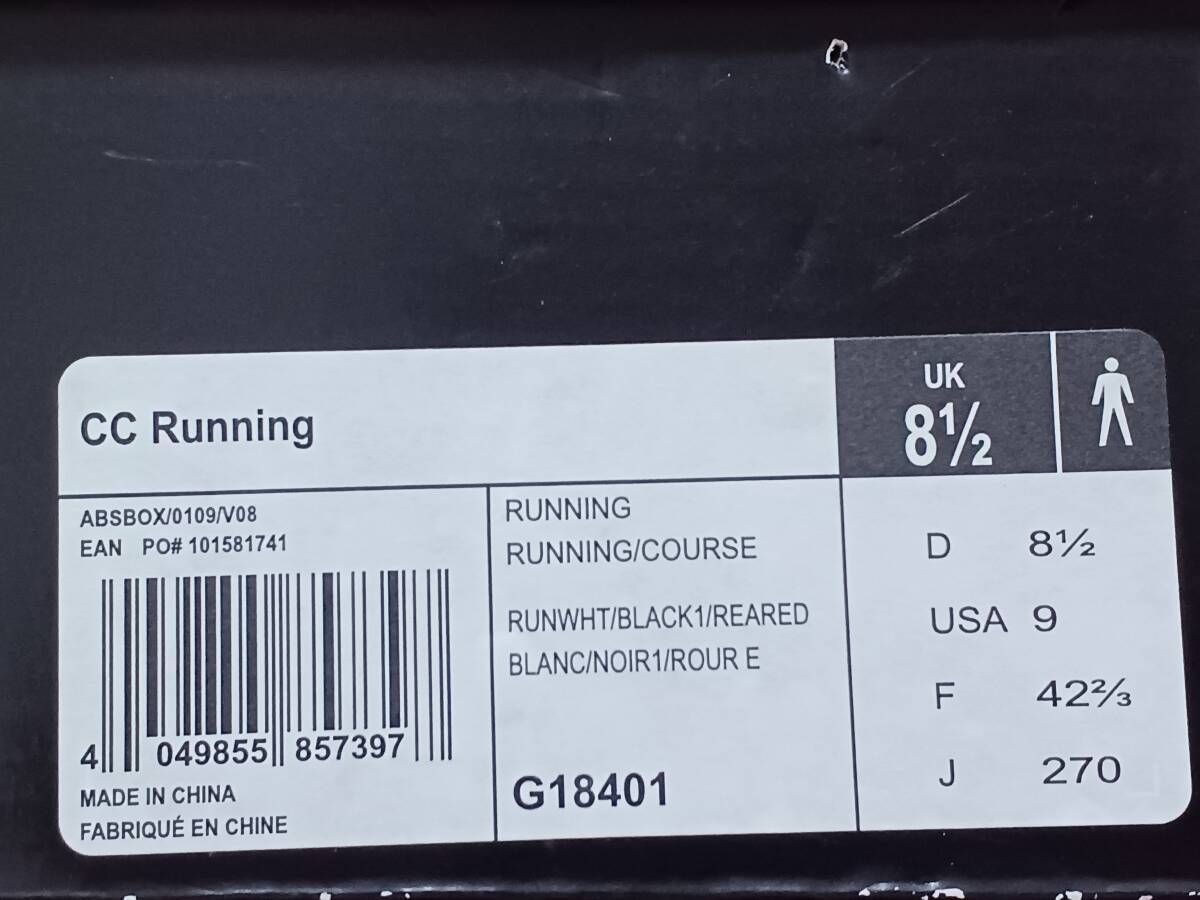 CC Running
UK
8½
ABSBOX/0109/V08
EAN PO# 101581741
4 049855 857397
MADE IN CHINA
FABRIQUÉ EN CHINE
RUNNING
RUNNING/COURSE
RUNWHT/BLACK1/REARED
BLANC/NOIR1/ROUR E
G18401
D 8½
USA 9
F 42⅔
J 270